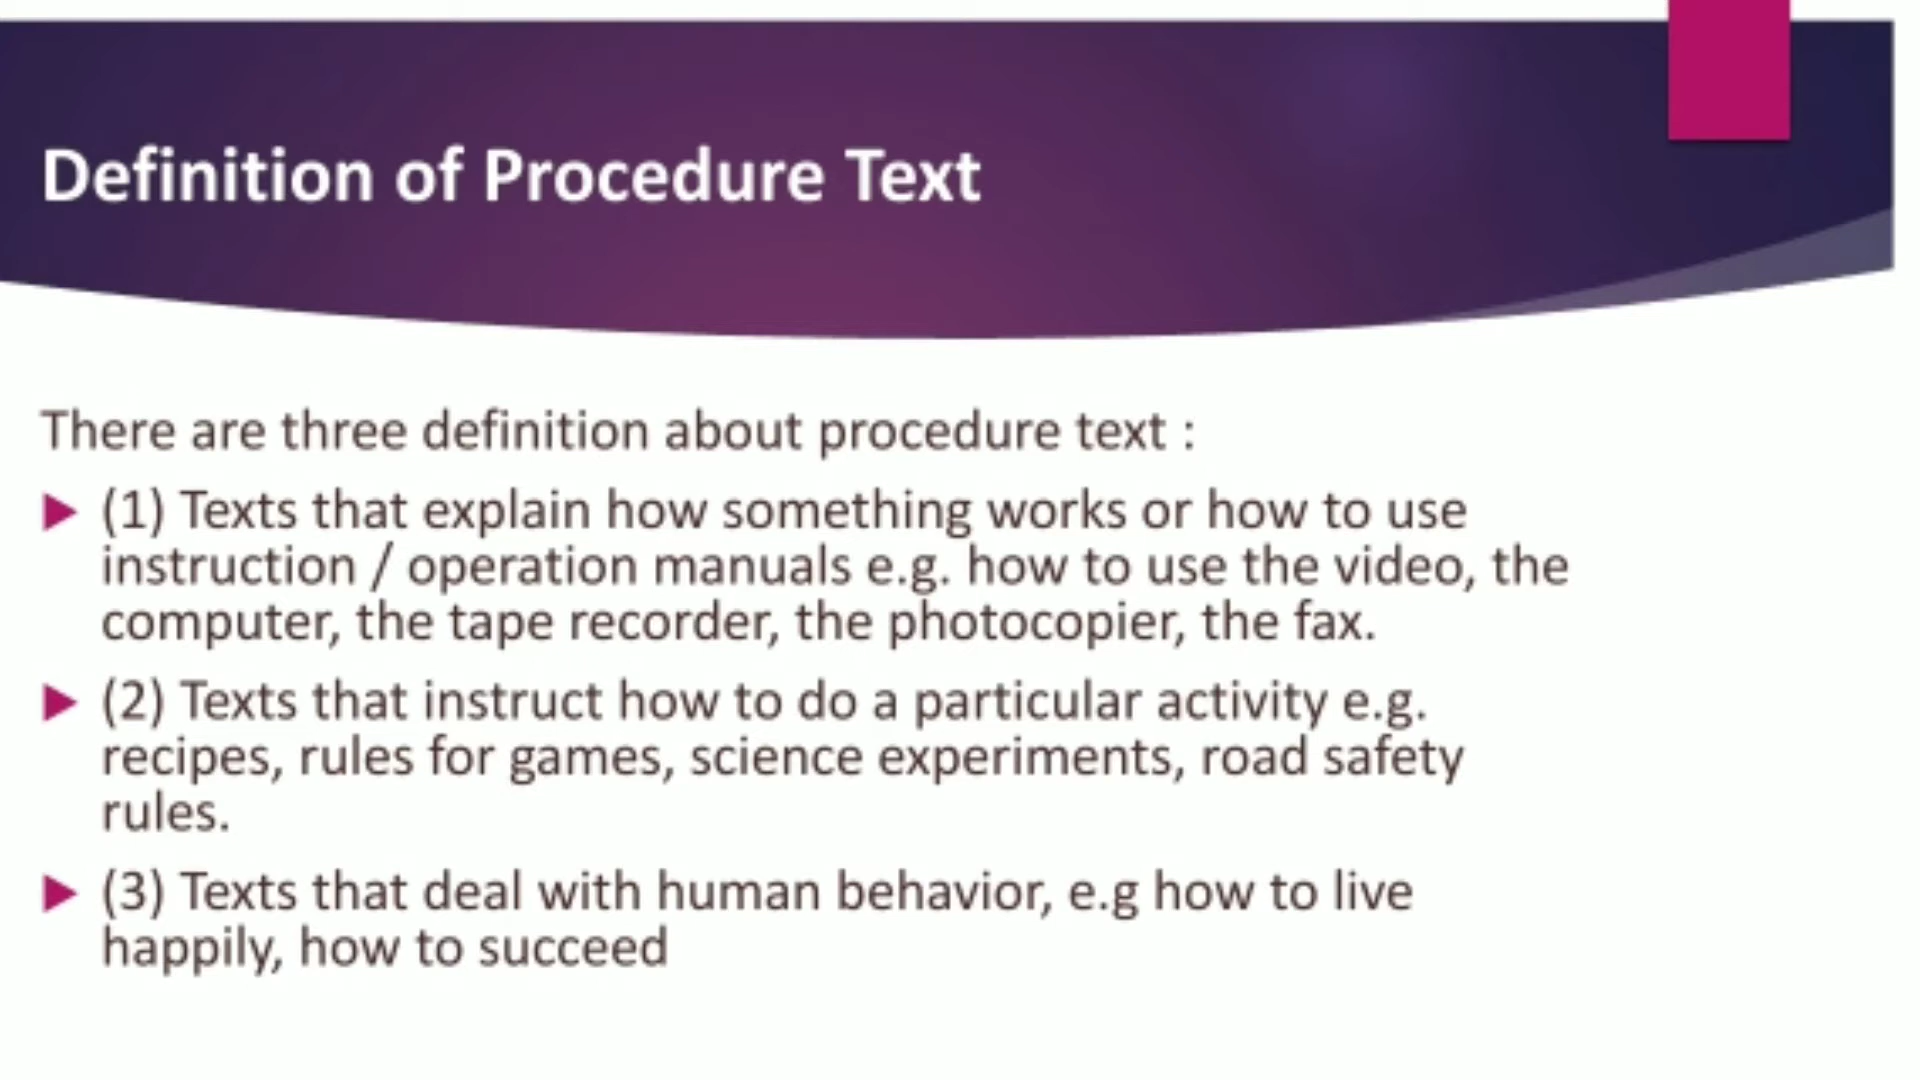 Definition of Procedure Text
There are three definition about procedure text :
(1) Texts that explain how something works or how to use
instruction / operation manuals e.g. how to use the video, the
computer, the tape recorder, the photocopier, the fax.
(2) Texts that instruct how to do a particular activity e.g.
recipes, rules for games, science experiments, road safety
rules.
(3) Texts that deal with human behavior, e.g how to live
happily, how to succeed